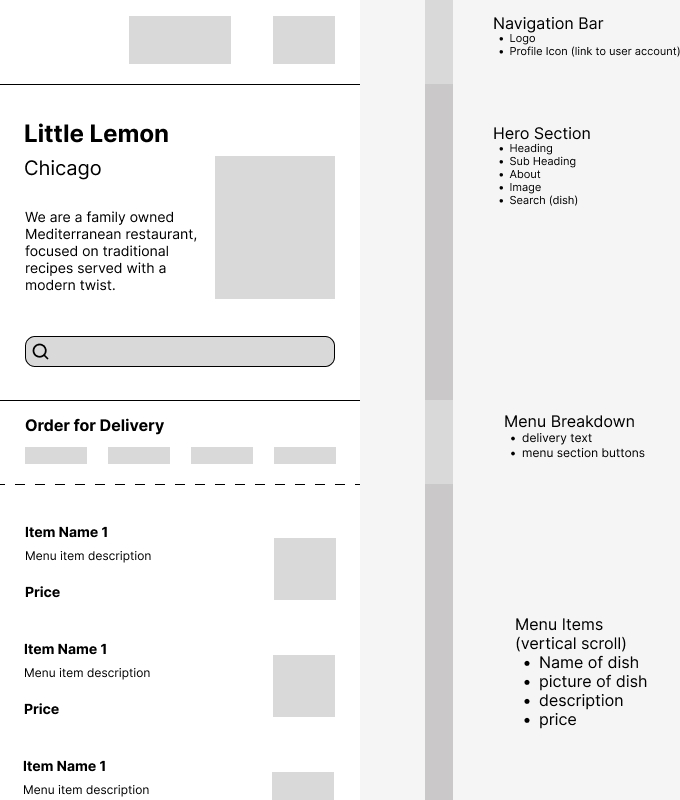 Little Lemon
Chicago
We are a family owned
Mediterranean restaurant,
focused on traditional
recipes served with a
modern twist.
Order for Delivery
Item Name 1
Menu item description
Price
Item Name 1
Menu item description
Price
Item Name 1
Menu item description
Navigation Bar
• Logo
• Profile Icon (link to user account)
Hero Section
• Heading
• Sub Heading
• About
• Image
• Search (dish)
Menu Breakdown
• delivery text
• menu section buttons
Menu Items
(vertical scroll)
• Name of dish
• picture of dish
• description
• price